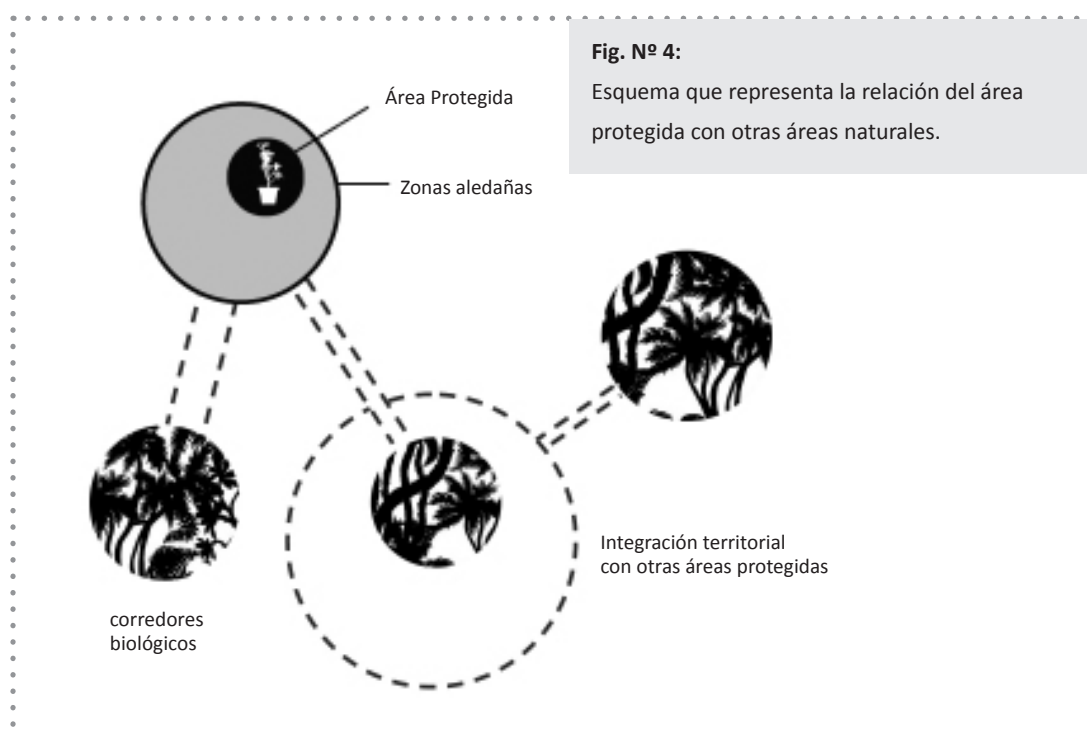 Fig. Nº 4:
Esquema que representa la relación del área
protegida con otras áreas naturales.
Área Protegida
Zonas aledañas
Integración territorial
con otras áreas protegidas
corredores
biológicos